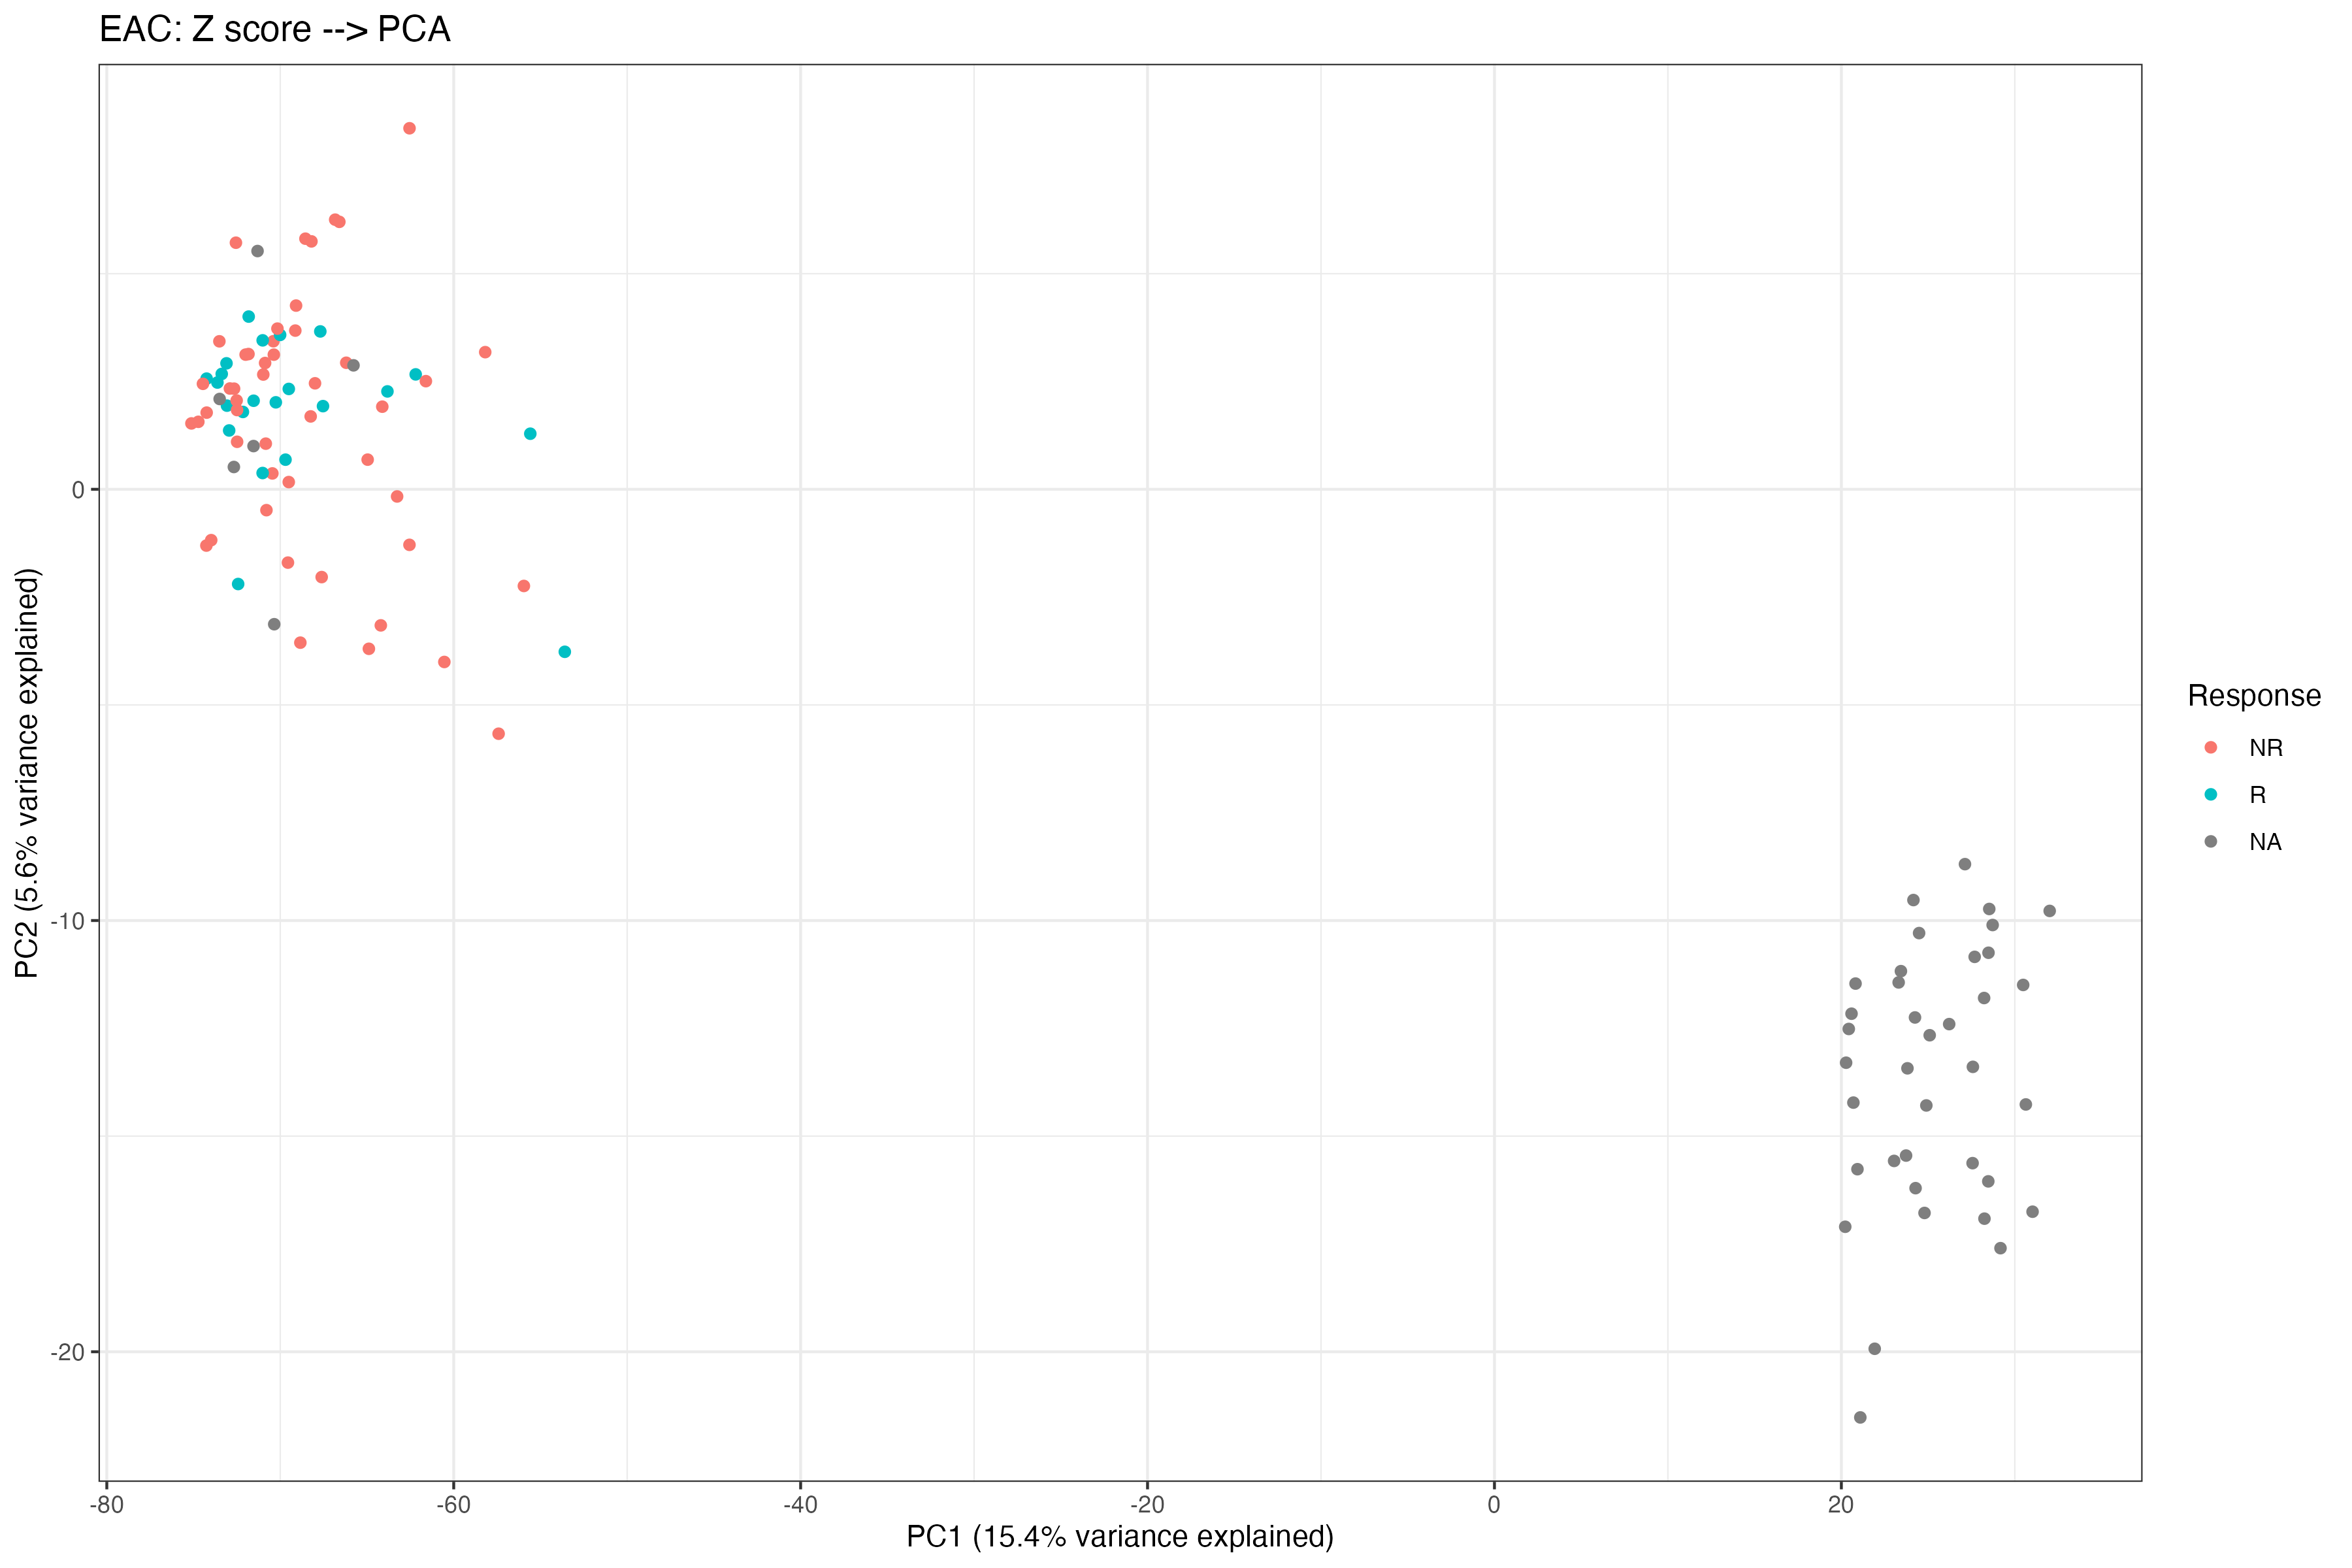 EAC: Z score --> PCA
PC2 (5.6% variance explained)
0
-10
-20
-80
-60
-40
-20
0
20
PC1 (15.4% variance explained)
Response
NR
R
NA